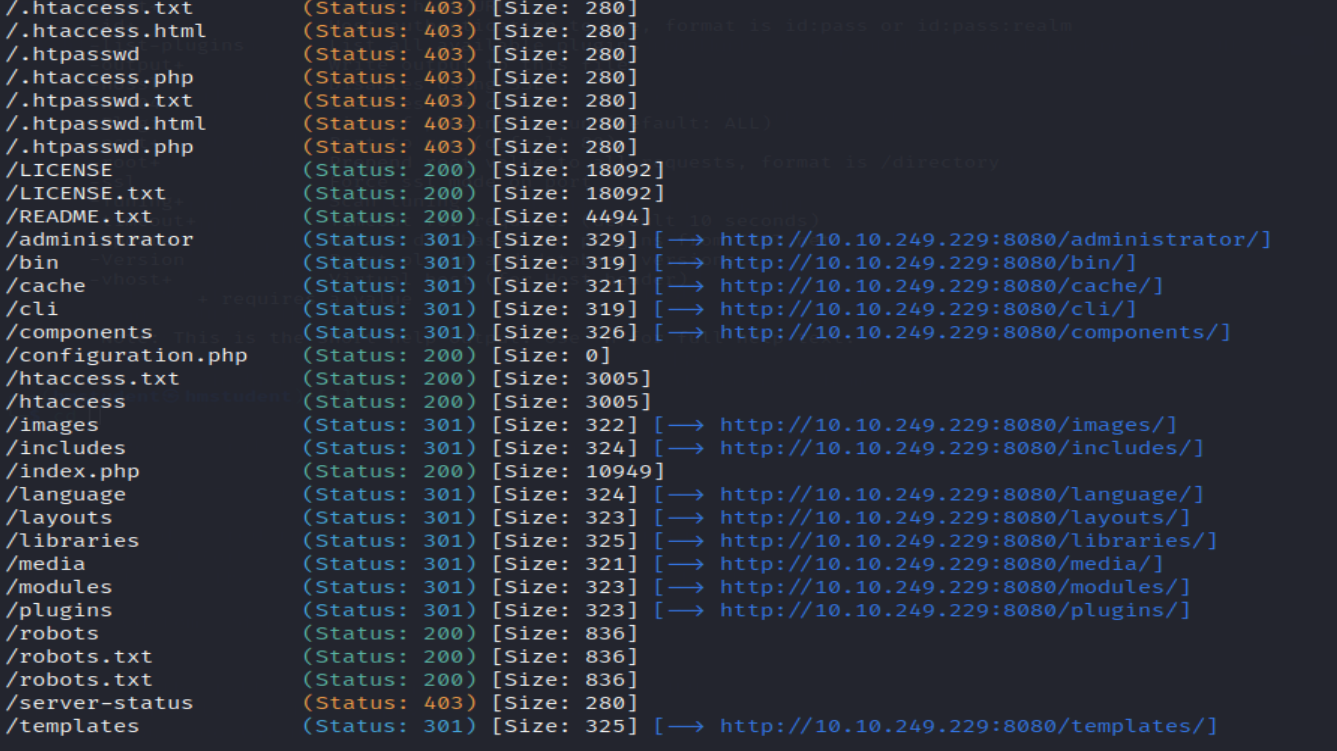 /.htaccess.txt (Status: 403) [Size: 280]
/.htaccess.html (Status: 403) [Size: 280]
/.htpasswd (Status: 403) [Size: 280]
/.htaccess.php (Status: 403) [Size: 280]
/.htpasswd.txt (Status: 403) [Size: 280]
/.htpasswd.html (Status: 403) [Size: 280]
/.htpasswd.php (Status: 403) [Size: 280]
/LICENSE (Status: 200) [Size: 18092]
/LICENSE.txt (Status: 200) [Size: 18092]
/README.txt (Status: 200) [Size: 4494]
/administrator (Status: 301) [Size: 329] [--> http://10.10.249.229:8080/administrator/]
/bin (Status: 301) [Size: 319] [--> http://10.10.249.229:8080/bin/]
/cache (Status: 301) [Size: 321] [--> http://10.10.249.229:8080/cache/]
/cli (Status: 301) [Size: 319] [--> http://10.10.249.229:8080/cli/]
/components (Status: 301) [Size: 326] [--> http://10.10.249.229:8080/components/]
/configuration.php (Status: 200) [Size: 0]
/htaccess.txt (Status: 200) [Size: 3005]
/htaccess (Status: 200) [Size: 3005]
/images (Status: 301) [Size: 322] [--> http://10.10.249.229:8080/images/]
/includes (Status: 301) [Size: 324] [--> http://10.10.249.229:8080/includes/]
/index.php (Status: 200) [Size: 10949]
/language (Status: 301) [Size: 324] [--> http://10.10.249.229:8080/language/]
/layouts (Status: 301) [Size: 323] [--> http://10.10.249.229:8080/layouts/]
/libraries (Status: 301) [Size: 325] [--> http://10.10.249.229:8080/libraries/]
/media (Status: 301) [Size: 321] [--> http://10.10.249.229:8080/media/]
/modules (Status: 301) [Size: 323] [--> http://10.10.249.229:8080/modules/]
/plugins (Status: 301) [Size: 323] [--> http://10.10.249.229:8080/plugins/]
/robots (Status: 200) [Size: 836]
/robots.txt (Status: 200) [Size: 836]
/robots.txt (Status: 200) [Size: 836]
/server-status (Status: 403) [Size: 280]
/templates (Status: 301) [Size: 325] [--> http://10.10.249.229:8080/templates/]